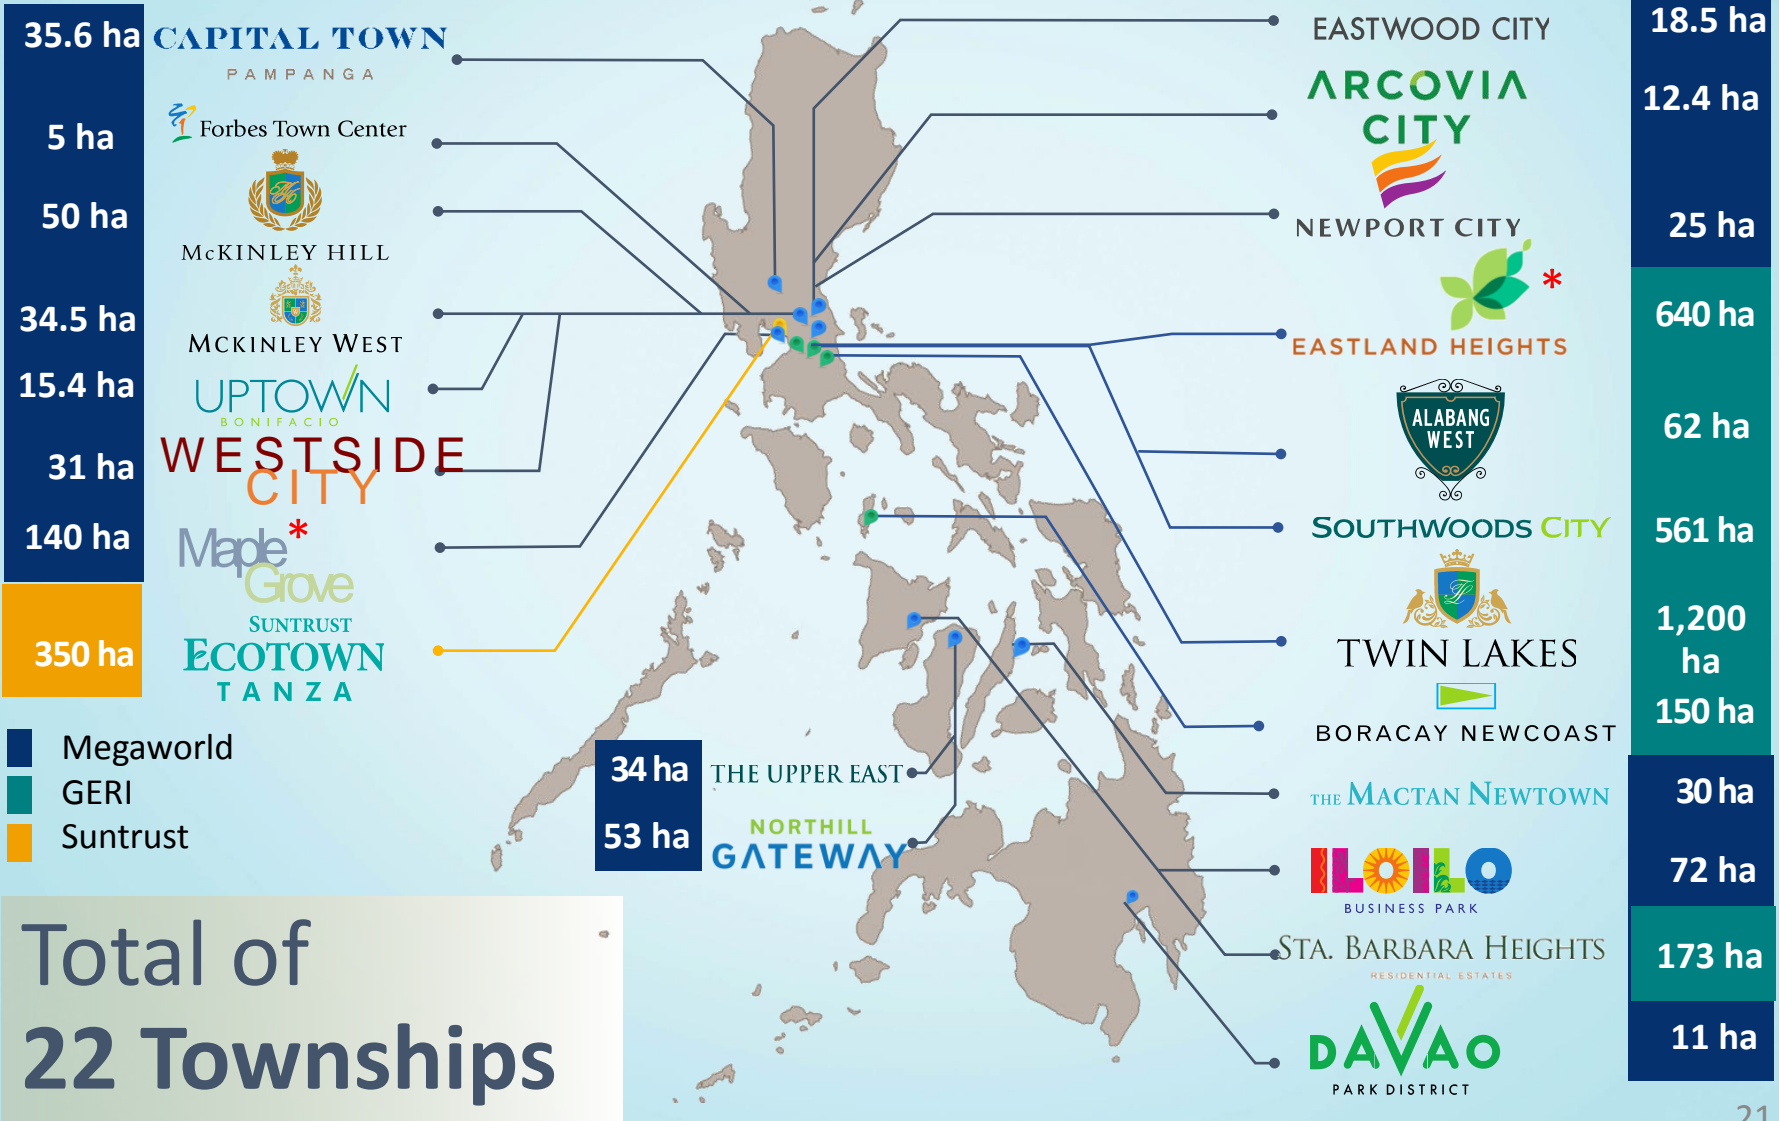 35.6 ha
CAPITAL TOWN
PAMPANGA
5 ha
Forbes Town Center
50 ha
McKINLEY HILL
34.5 ha
MCKINLEY WEST
15.4 ha
UPTOWN
BONIFACIO
31 ha
WESTSIDE
CITY
140 ha
Maple*
Grove
350 ha
SUNTRUST
ECOTOWN
TANZA
Megaworld
GERI
Suntrust
Total of
22 Townships
34 ha
THE UPPER EAST
53 ha
NORTHILL
GATEWAY
EASTWOOD CITY
18.5 ha
ARCOVIA
CITY
12.4 ha
NEWPORT CITY
25 ha
*
EASTLAND HEIGHTS
640 ha
ALABANG
WEST
62 ha
SOUTHWOODS CITY
561 ha
TL
TWIN LAKES
1,200
ha
BORACAY NEWCOAST
150 ha
THE MACTAN NEWTOWN
30 ha
ILOILO
BUSINESS PARK
72 ha
STA. BARBARA HEIGHTS
RESIDENTIAL ESTATES
173 ha
DAVAO
PARK DISTRICT
11 ha
21